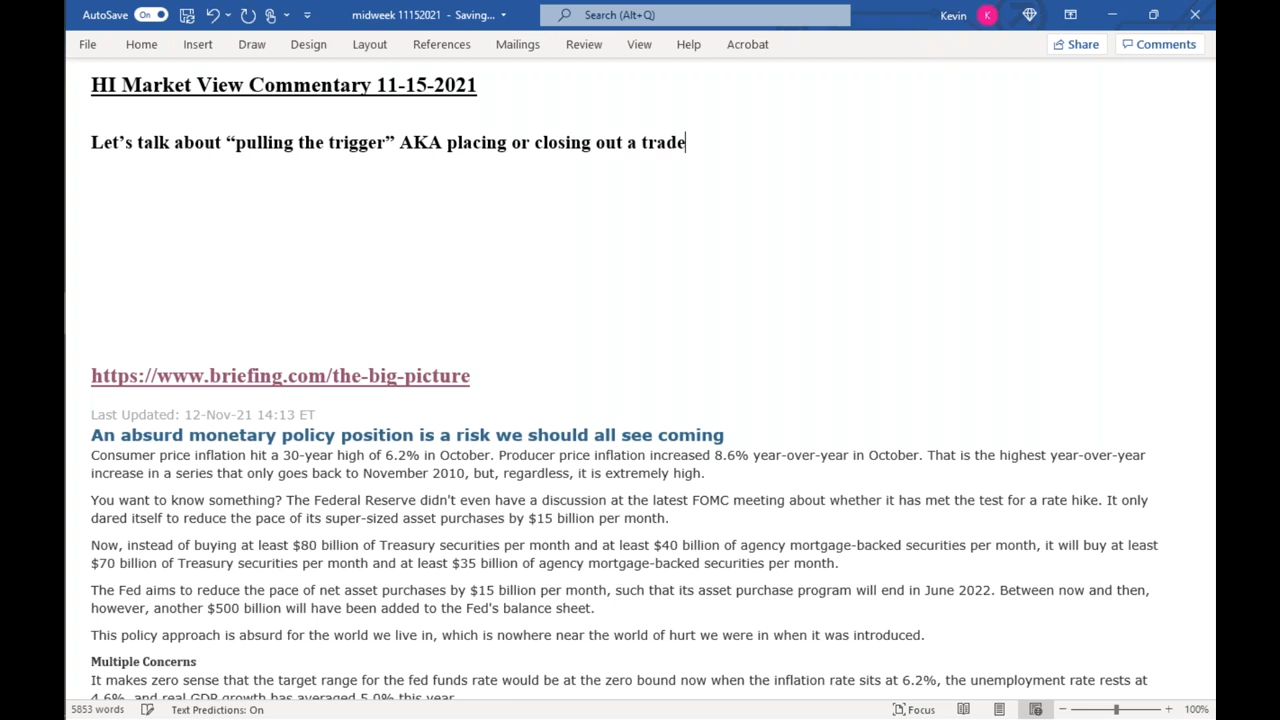 AutoSave On midweek 11152021 - Saving... Search (Alt+Q) Kevin K
File Home Insert Draw Design Layout References Mailings Review View Help Acrobat Share Comments
HI Market View Commentary 11-15-2021
Let's talk about “pulling the trigger” AKA placing or closing out a trade
https://www.briefing.com/the-big-picture
Last Updated: 12-Nov-21 14:13 ET
An absurd monetary policy position is a risk we should all see coming
Consumer price inflation hit a 30-year high of 6.2% in October. Producer price inflation increased 8.6% year-over-year in October. That is the highest year-over-year
increase in a series that only goes back to November 2010, but, regardless, it is extremely high.
You want to know something? The Federal Reserve didn't even have a discussion at the latest FOMC meeting about whether it has met the test for a rate hike. It only
dared itself to reduce the pace of its super-sized asset purchases by $15 billion per month.
Now, instead of buying at least $80 billion of Treasury securities per month and at least $40 billion of agency mortgage-backed securities per month, it will buy at least
$70 billion of Treasury securities per month and at least $35 billion of agency mortgage-backed securities per month.
The Fed aims to reduce the pace of net asset purchases by $15 billion per month, such that its asset purchase program will end in June 2022. Between now and then,
however, another $500 billion will have been added to the Fed's balance sheet.
This policy approach is absurd for the world we live in, which is nowhere near the world of hurt we were in when it was introduced.
Multiple Concerns
It makes zero sense that the target range for the fed funds rate would be at the zero bound now when the inflation rate sits at 6.2%, the unemployment rate rests at
4.6%, and real GDP growth has averaged 5.0% this year.
5853 words Text Predictions: On Focus 100%